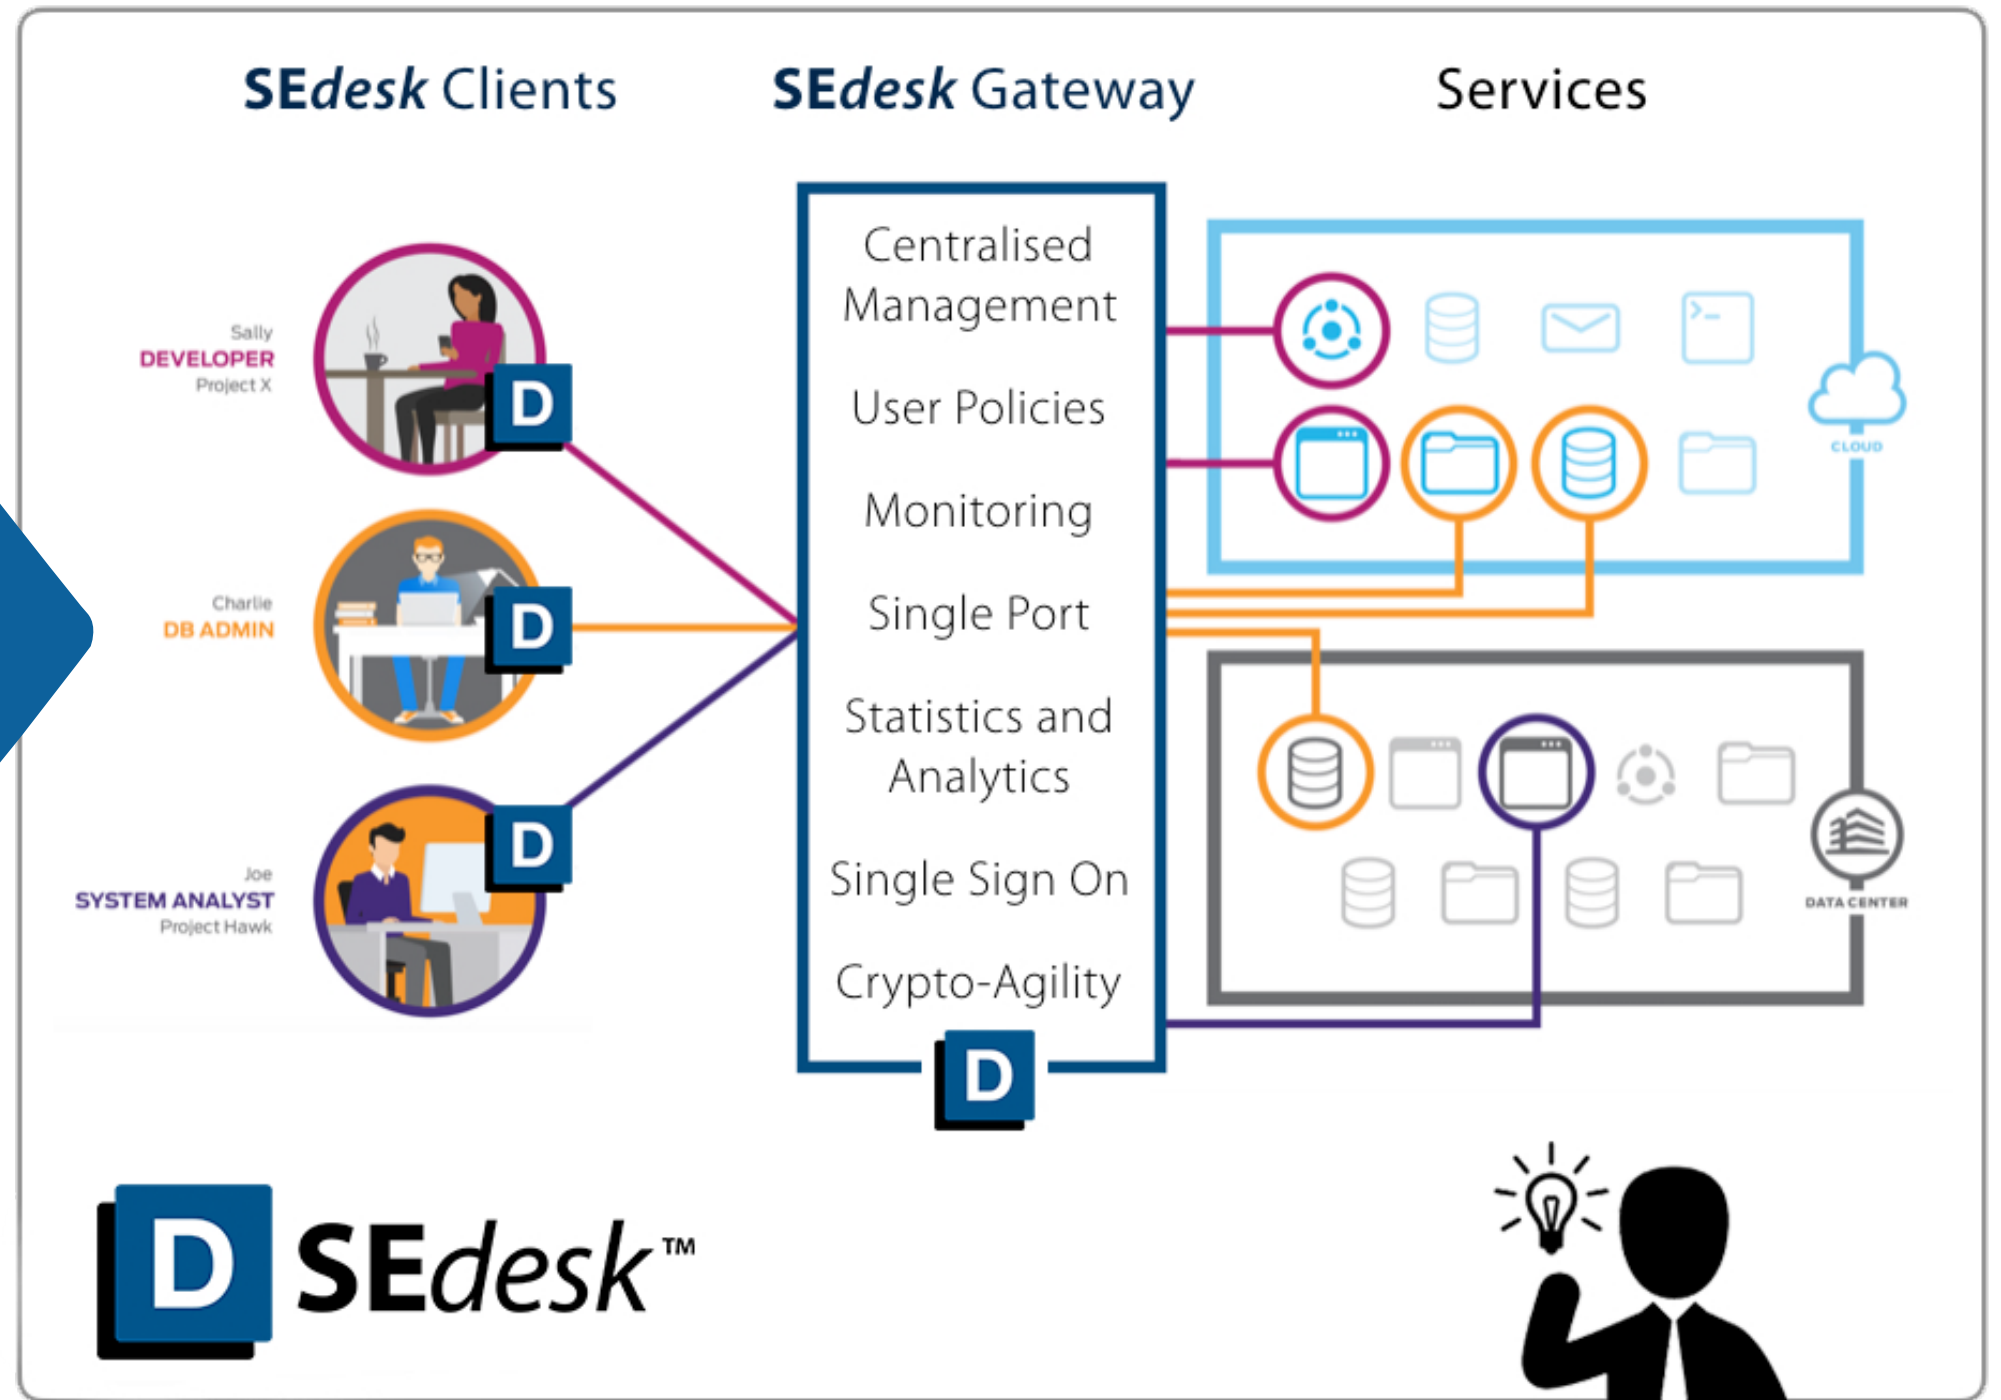 SEdesk Clients
SEdesk Gateway
Services
Sally
DEVELOPER
Project X
D
Charlie
DB ADMIN
D
Joe
SYSTEM ANALYST
Project Hawk
D
Centralised
Management
User Policies
Monitoring
Single Port
Statistics and
Analytics
Single Sign On
Crypto-Agility
D
>_
CLOUD
DATA CENTER
D SEdesk™